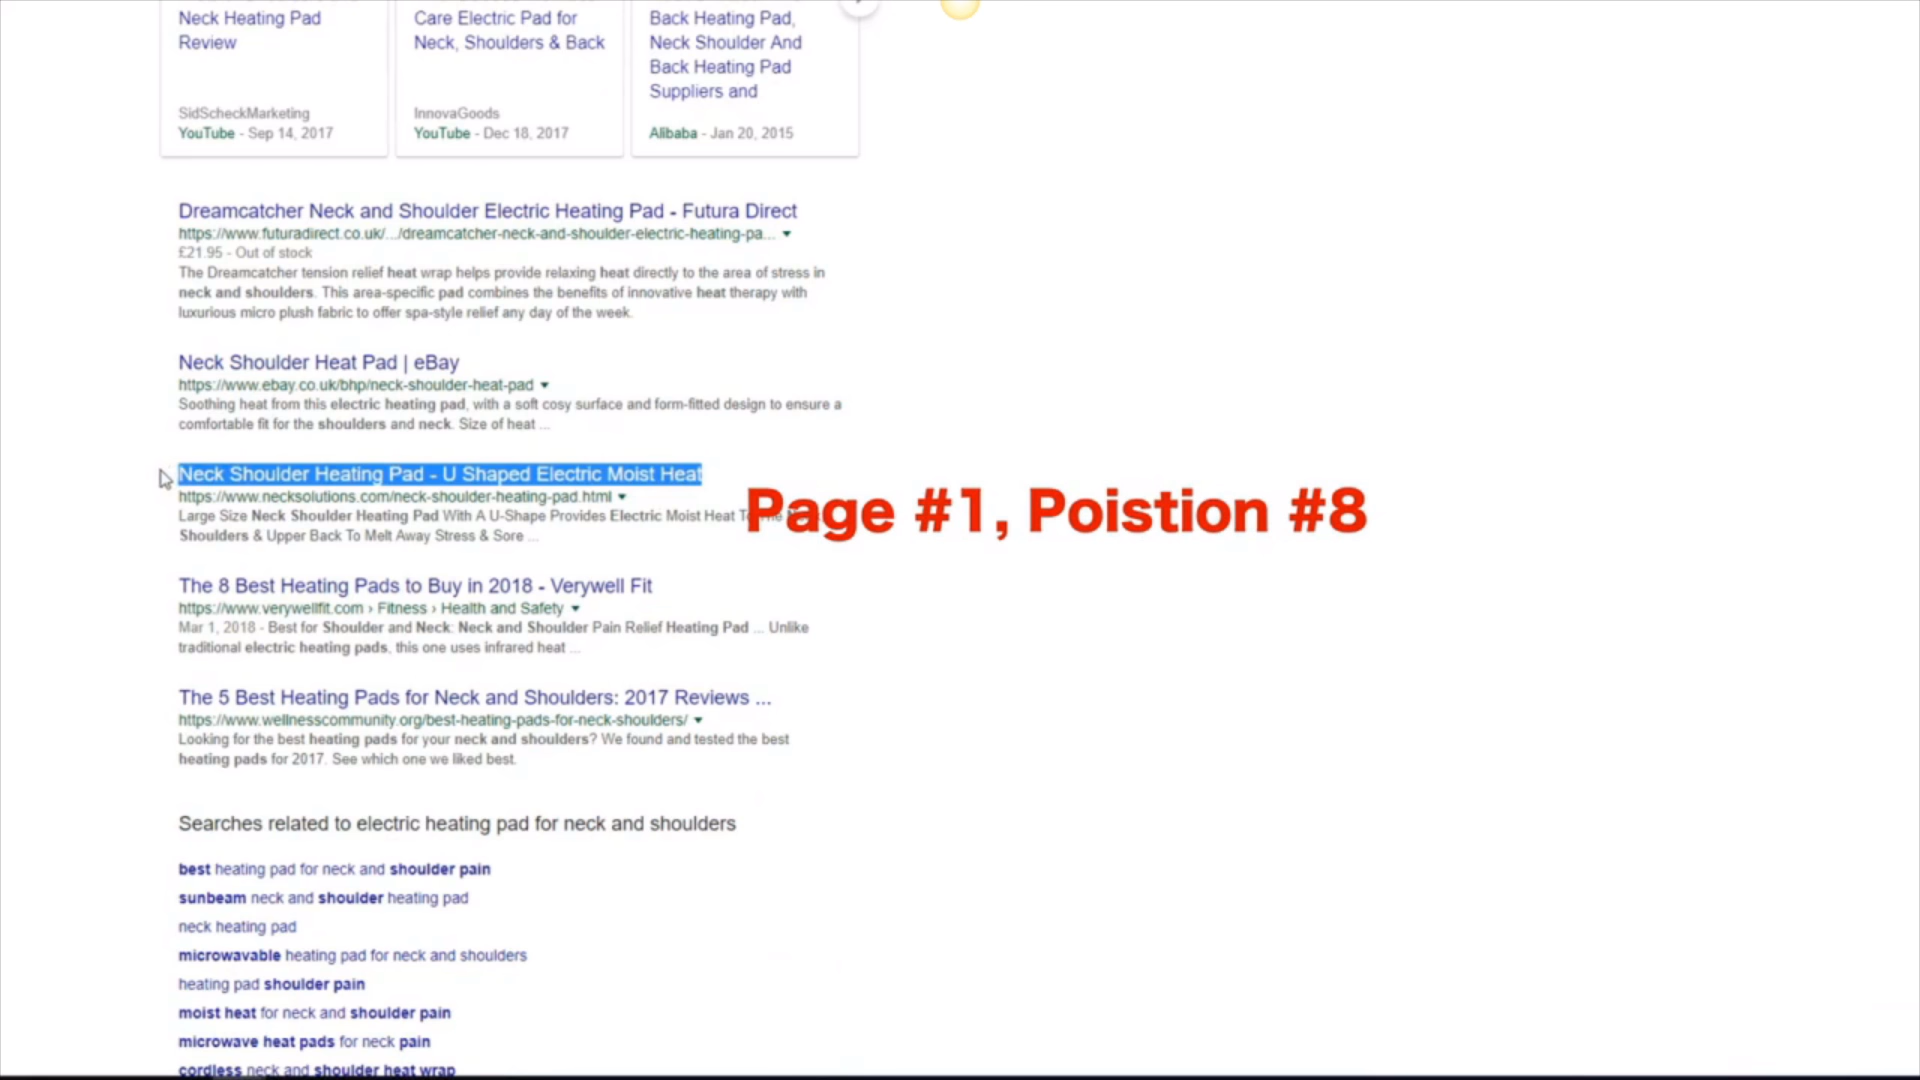 Neck Heating Pad
Review
SidScheckMarketing
YouTube - Sep 14, 2017
Care Electric Pad for
Neck, Shoulders & Back
InnovaGoods
YouTube - Dec 18, 2017
Back Heating Pad,
Neck Shoulder And
Back Heating Pad
Suppliers and
Alibaba - Jan 20, 2015
Dreamcatcher Neck and Shoulder Electric Heating Pad - Futura Direct
https://www.futuradirect.co.uk/.../dreamcatcher-neck-and-shoulder-electric-heating-pa...
£21.95 - Out of stock
The Dreamcatcher tension relief heat wrap helps provide relaxing heat directly to the area of stress in
neck and shoulders. This area-specific pad combines the benefits of innovative heat therapy with
luxurious micro plush fabric to offer spa-style relief any day of the week.
Neck Shoulder Heat Pad | eBay
https://www.ebay.co.uk/bhp/neck-shoulder-heat-pad
Soothing heat from this electric heating pad, with a soft cosy surface and form-fitted design to ensure a
comfortable fit for the shoulders and neck. Size of heat ...
Neck Shoulder Heating Pad - U Shaped Electric Moist Heat
https://www.necksolutions.com/neck-shoulder-heating-pad.html
Large Size Neck Shoulder Heating Pad With A U-Shape Provides Electric Moist Heat
Shoulders & Upper Back To Melt Away Stress & Sore ...
Page #1, Poistion #8
The 8 Best Heating Pads to Buy in 2018 - Verywell Fit
https://www.verywellfit.com › Fitness › Health and Safety
Mar 1, 2018 - Best for Shoulder and Neck: Neck and Shoulder Pain Relief Heating Pad ... Unlike
traditional electric heating pads, this one uses infrared heat ...
The 5 Best Heating Pads for Neck and Shoulders: 2017 Reviews ...
https://www.wellnesscommunity.org/best-heating-pads-for-neck-shoulders/
Looking for the best heating pads for your neck and shoulders? We found and tested the best
heating pads for 2017. See which one we liked best.
Searches related to electric heating pad for neck and shoulders
best heating pad for neck and shoulder pain
sunbeam neck and shoulder heating pad
neck heating pad
microwavable heating pad for neck and shoulders
heating pad shoulder pain
moist heat for neck and shoulder pain
microwave heat pads for neck pain
cordless neck and shoulder heat wrap